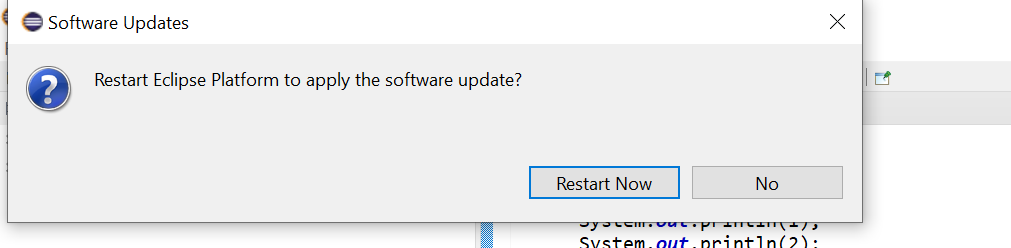 Software Updates
Restart Eclipse Platform to apply the software update?
Restart Now
No
System.out.println(1);
System.out.println(2);